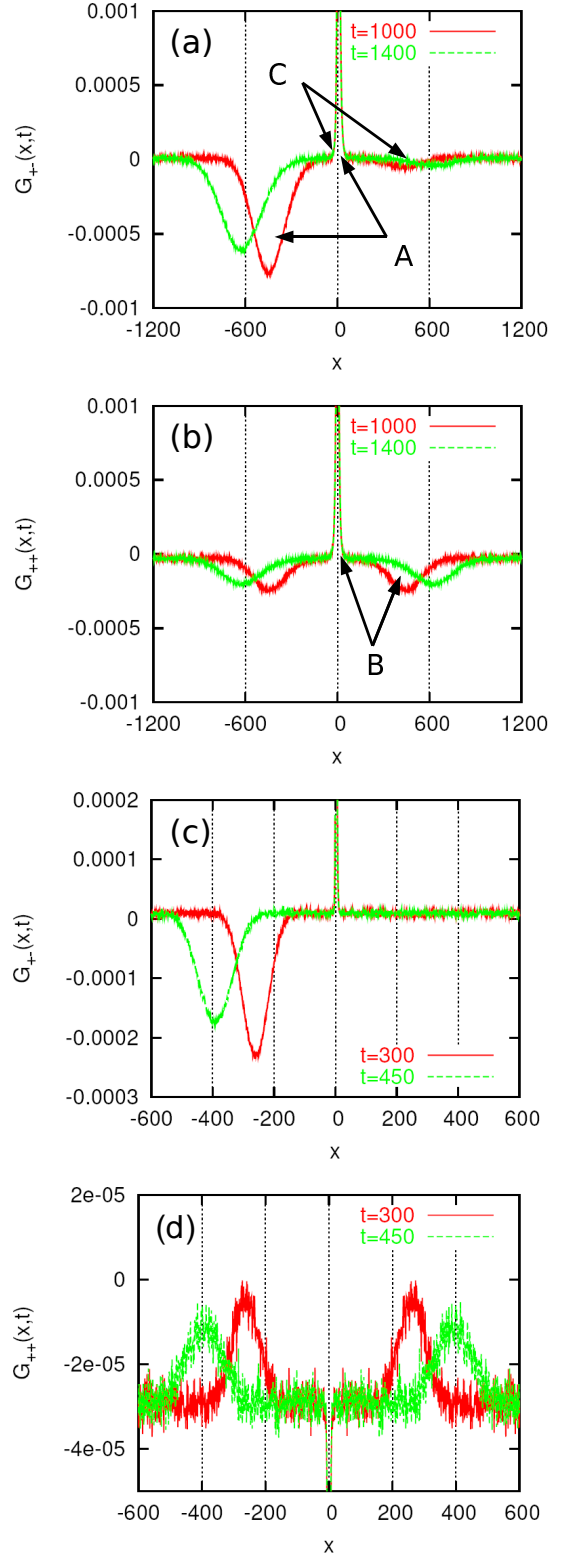 0.001
(a)
t=1000
t=1400
C
0.0005
G+-(x,t)
0
-0.0005
A
-0.001
-1200 -600 0 600 1200
x
0.001
(b)
t=1000
t=1400
0.0005
G++(x,t)
0
-0.0005
B
-0.001
-1200 -600 0 600 1200
x
0.0002
(c)
0.0001
G+-(x,t)
0
-0.0001
-0.0002
t=300
t=450
-0.0003
-600 -400 -200 0 200 400 600
x
2e-05
(d)
t=300
t=450
0
G++(x,t)
-2e-05
-4e-05
-600 -400 -200 0 200 400 600
x